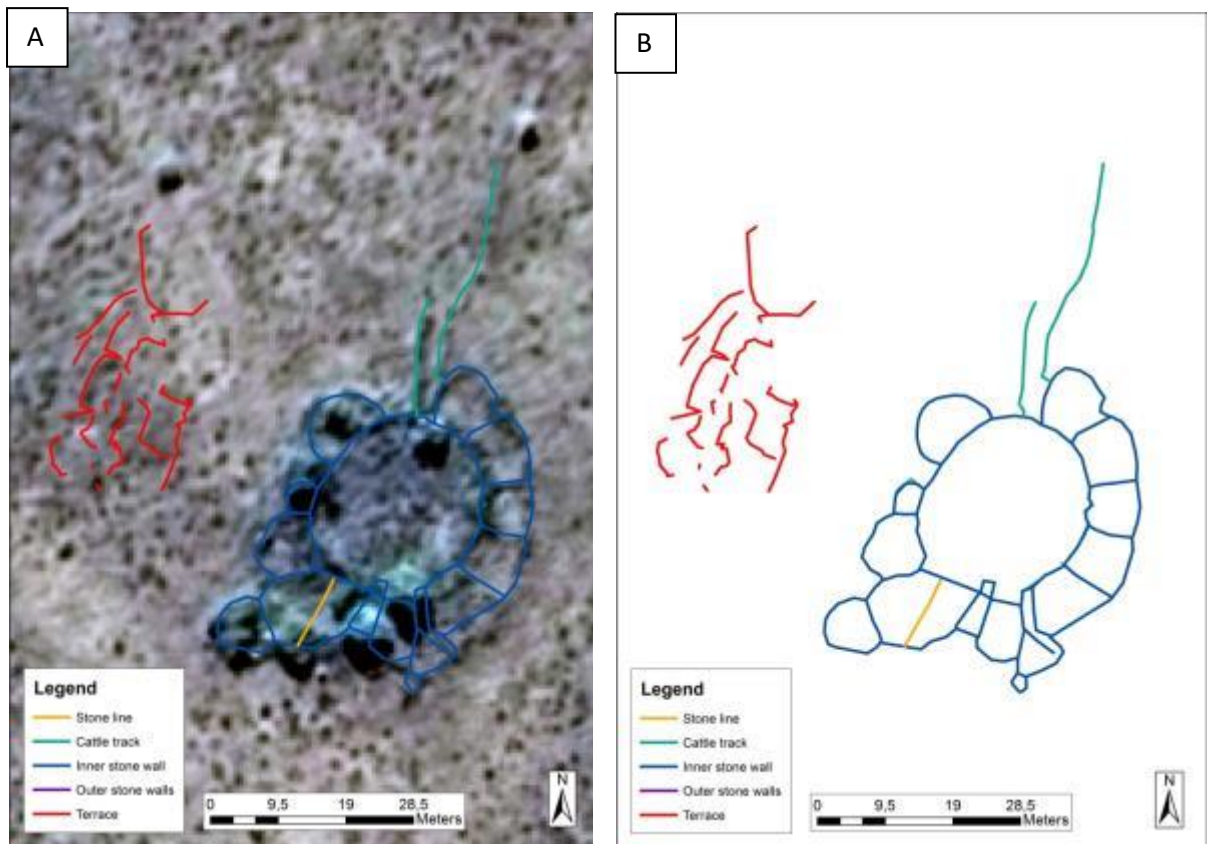 A
Legend
Stone line
Cattle track
Inner stone wall
Outer stone walls
Terrace
0 9,5 19 28,5
Meters
N
B
Legend
Stone line
Cattle track
Inner stone wall
Outer stone walls
Terrace
0 9,5 19 28,5
Meters
N